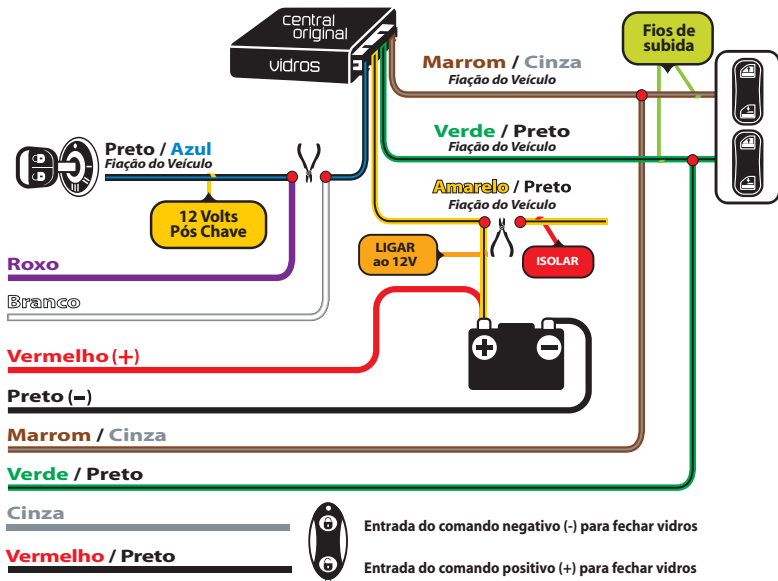 central
original
vidros
Marrom / Cinza
Fiação do Veículo
Fios de
subida
Verde / Preto
Fiação do Veículo
Preto / Azul
Fiação do Veículo
12 Volts
Pós Chave
Amarelo / Preto
Fiação do Veículo
LIGAR
ao 12V
ISOLAR
Roxo
Branco
Vermelho (+)
Preto (-)
Marrom / Cinza
Verde / Preto
Cinza
Entrada do comando negativo (-) para fechar vidros
Vermelho / Preto
Entrada do comando positivo (+) para fechar vidros